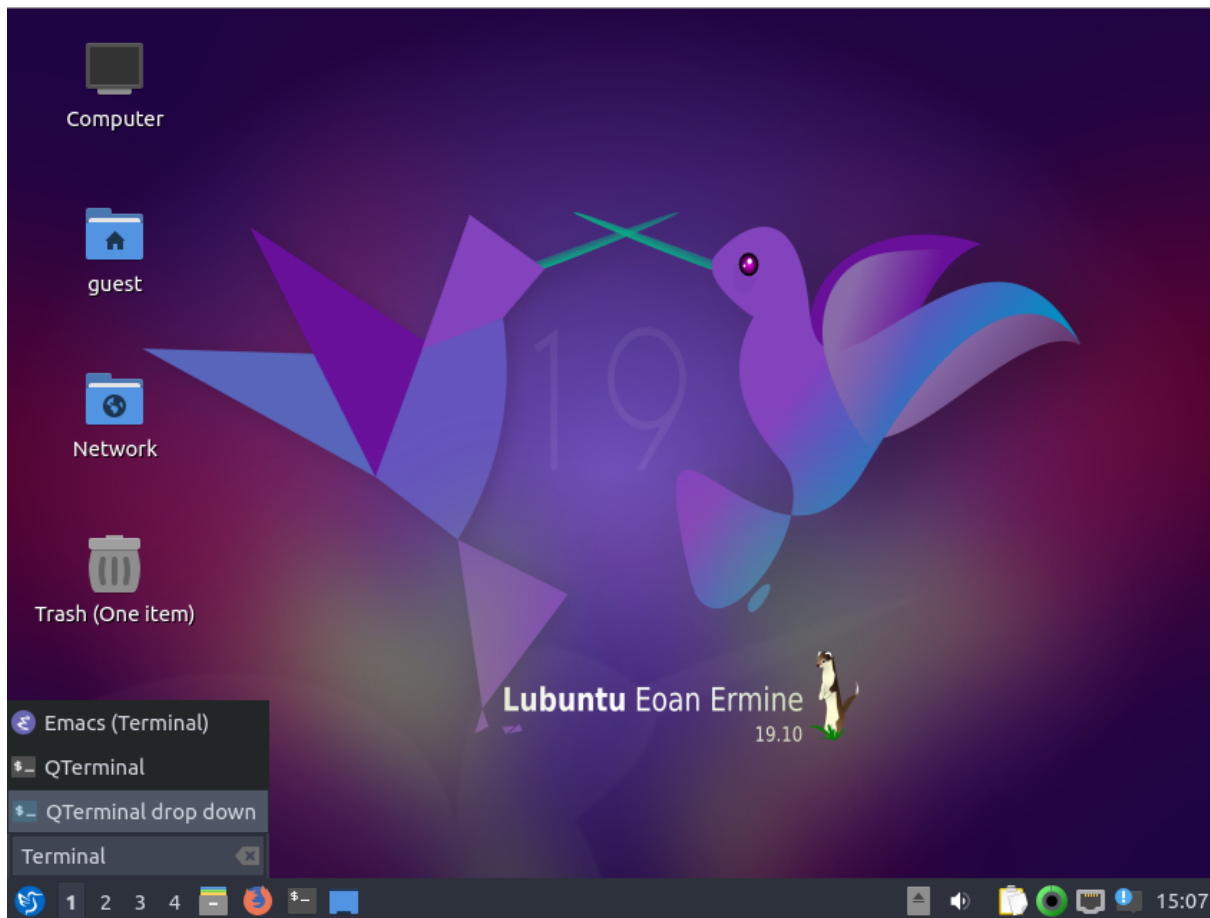 Computer
guest
Network
Trash (One item)
19
Lubuntu Eoan Ermine
19.10
Emacs (Terminal)
$_ QTerminal
$_ QTerminal drop down
Terminal
1 2 3 4 $_ 15:07